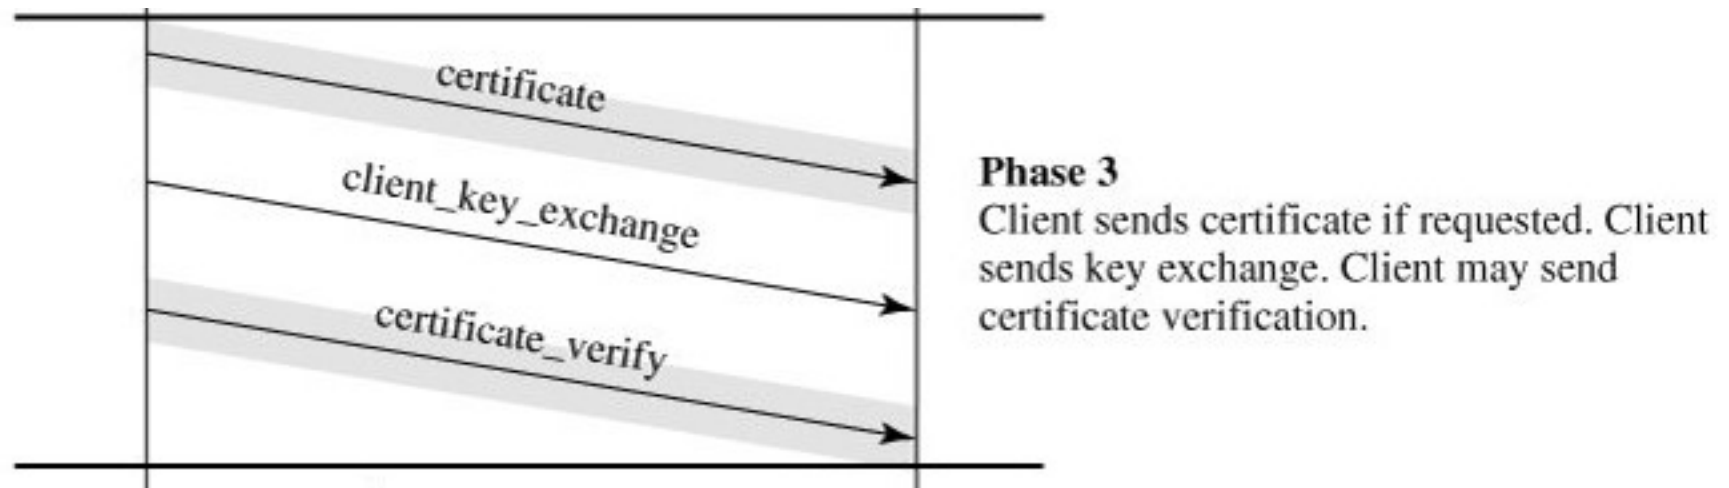 certificate
client_key_exchange
certificate_verify
Phase 3
Client sends certificate if requested. Client
sends key exchange. Client may send
certificate verification.